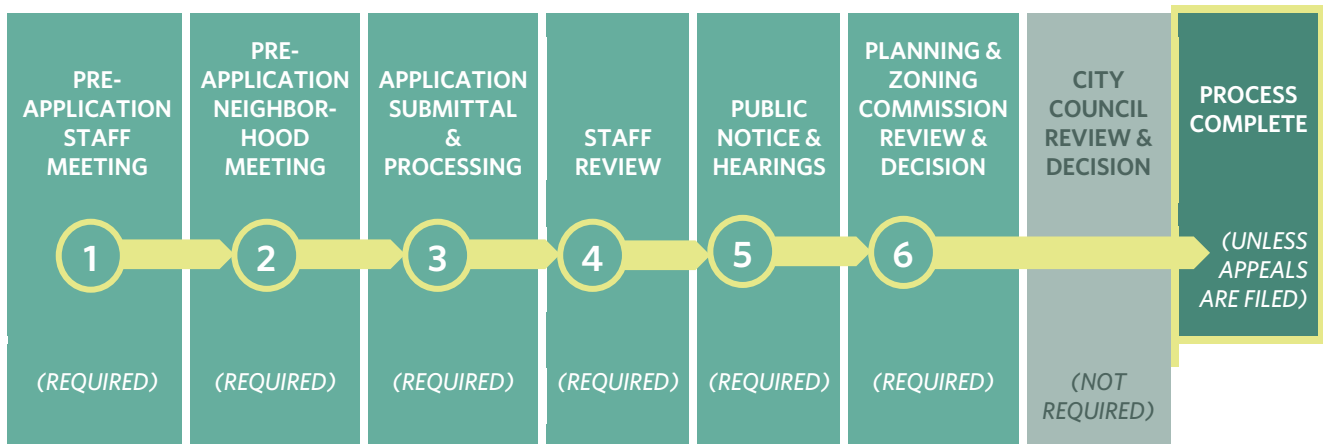 PRE-
APPLICATION
STAFF
MEETING
1
(REQUIRED)
PRE-
APPLICATION
NEIGHBOR-
HOOD
MEETING
2
(REQUIRED)
APPLICATION
SUBMITTAL
&
PROCESSING
3
(REQUIRED)
STAFF
REVIEW
4
(REQUIRED)
PUBLIC
NOTICE &
HEARINGS
5
(REQUIRED)
PLANNING &
ZONING
COMMISSION
REVIEW &
DECISION
6
(REQUIRED)
CITY
COUNCIL
REVIEW &
DECISION
(NOT
REQUIRED)
PROCESS
COMPLETE
(UNLESS
APPEALS
ARE FILED)